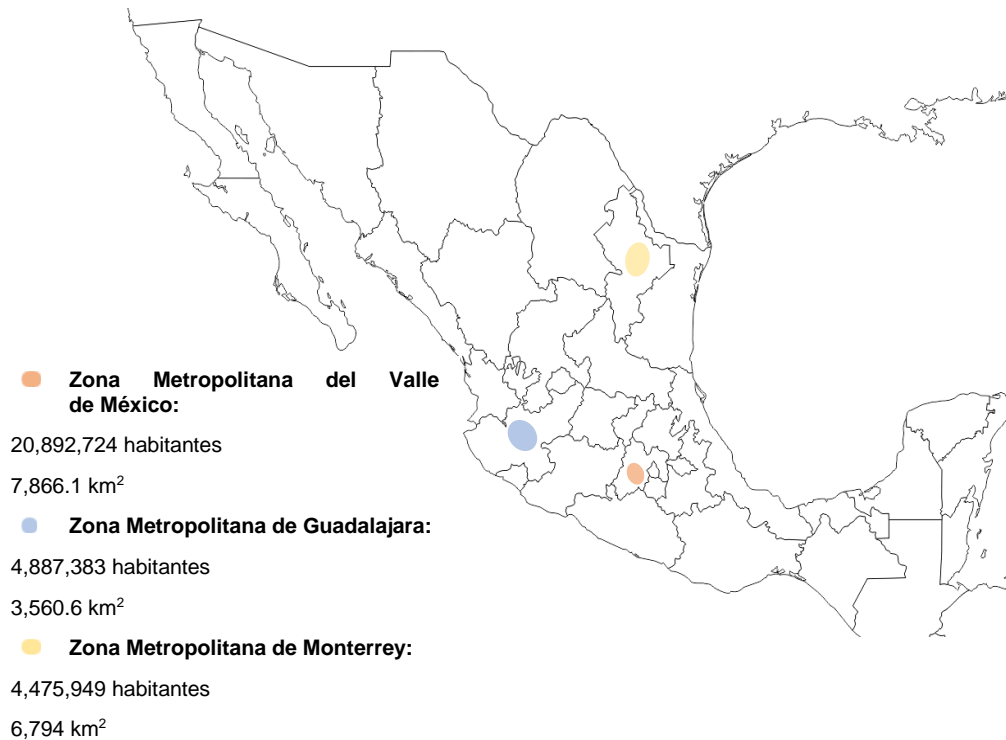 Zona Metropolitana del Valle
de México:
20,892,724 habitantes
7,866.1 km²
Zona Metropolitana de Guadalajara:
4,887,383 habitantes
3,560.6 km²
Zona Metropolitana de Monterrey:
4,475,949 habitantes
6,794 km²